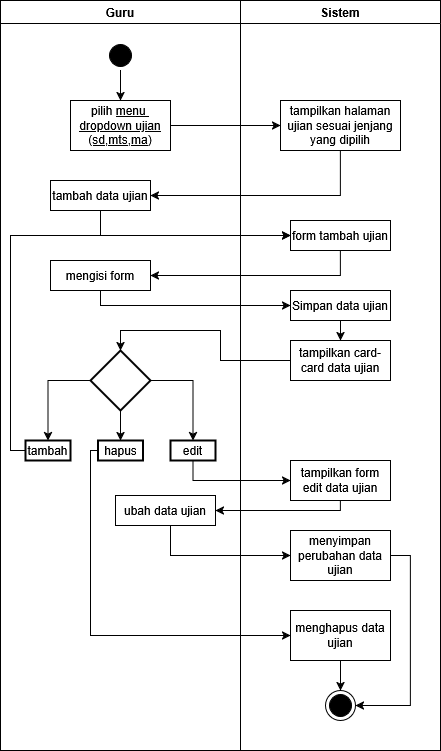 Guru
Sistem
pilih menu
dropdown ujian
(sd,mts,ma)
tampilkan halaman
ujian sesuai jenjang
yang dipilih
tambah data ujian
form tambah ujian
mengisi form
Simpan data ujian
tampilkan card-
card data ujian
tambah
hapus
edit
tampilkan form
edit data ujian
ubah data ujian
menyimpan
perubahan data
ujian
menghapus data
ujian